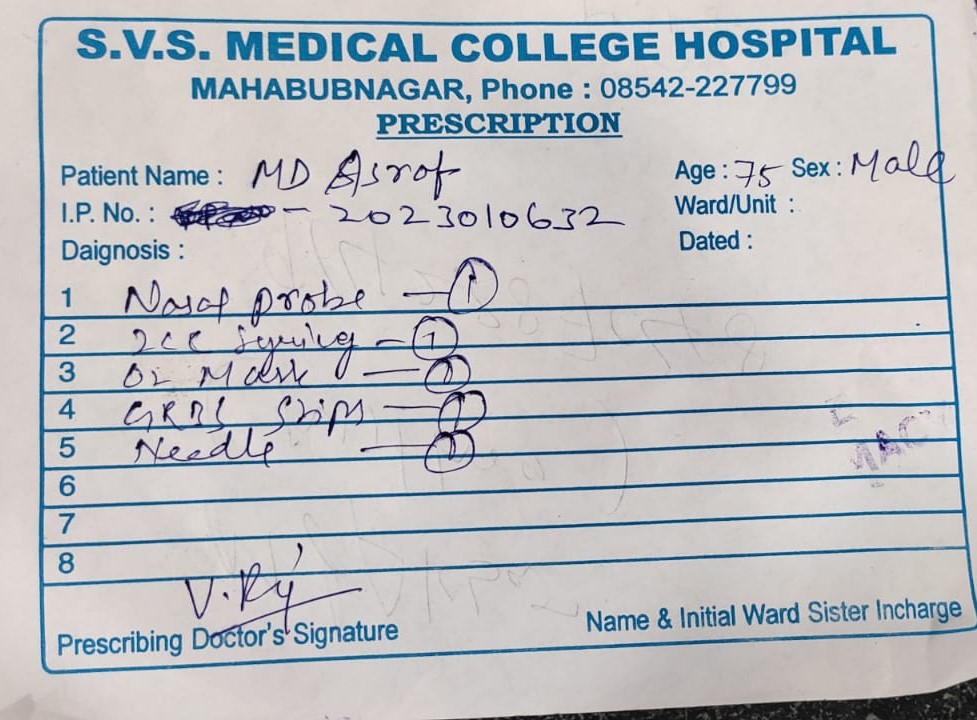 S.V.S. MEDICAL COLLEGE HOSPITAL
MAHABUBNAGAR, Phone : 08542-227799
PRESCRIPTION
Patient Name : MD Asrof Age : 75 Sex : Male
I.P. No. : - 2023010632 Ward/Unit :
Daignosis : Dated :
1 Nasal probe - 1
2 2cc Syring - 1
3 O2 Mask - 1
4 GRBS Strips - 1
5 Needle - 1
6
7
8
V. Raj
Prescribing Doctor's Signature Name & Initial Ward Sister Incharge